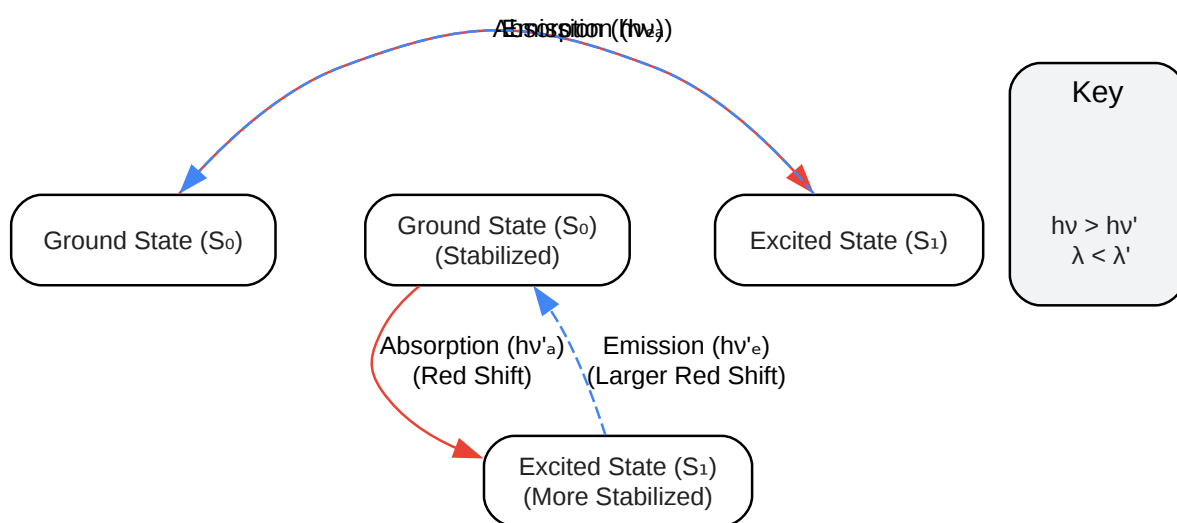 Key
Ground State (S₀)
Ground State (S₀)
(Stabilized)
Excited State (S₁)
hν > hν'
λ < λ'
Absorption (hν'ₐ)
(Red Shift)
Emission (hν'ₑ)
(Larger Red Shift)
Excited State (S₁)
(More Stabilized)